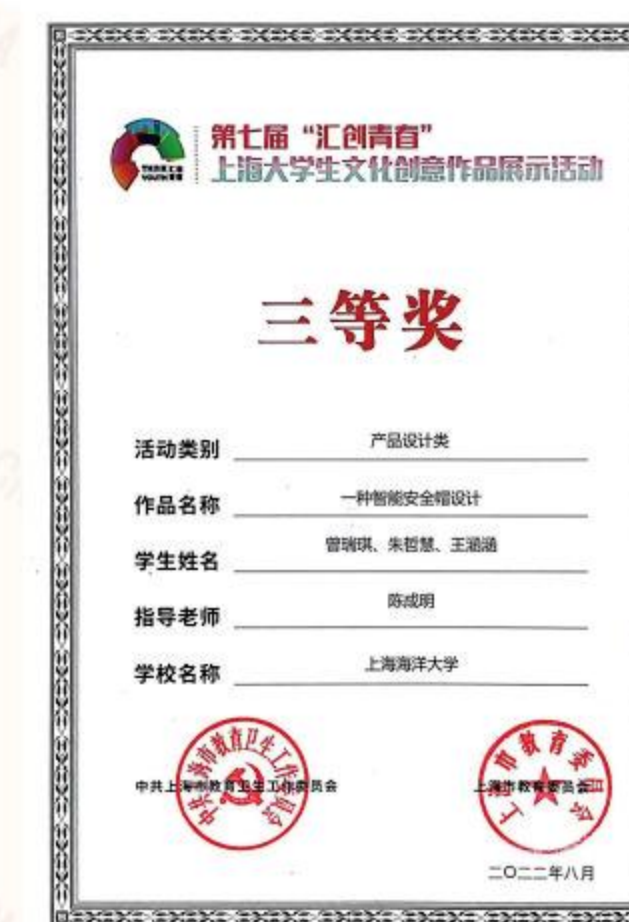 第七届“汇创青春”
上海大学生文化创意作品展示活动
三等奖
活动类别 产品设计类
作品名称 一种智能安全帽设计
学生姓名 曾瑞琪、朱哲慧、王涵涵
指导老师 陈成明
学校名称 上海海洋大学
中共上海市教育卫生工作委员会 上海市教育委员会
二〇二二年八月